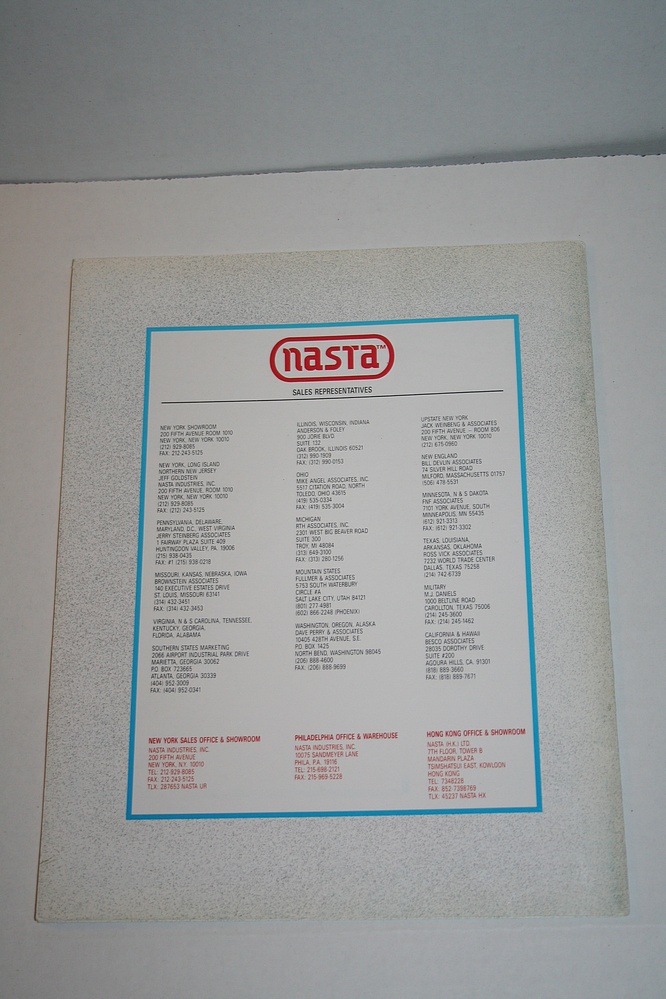 nasta™
SALES REPRESENTATIVES
NEW YORK SHOWROOM
200 FIFTH AVENUE ROOM 1010
NEW YORK, NEW YORK 10010
(212) 929-8085
FAX: 212 243-5125
NEW YORK, LONG ISLAND
NORTHERN NEW JERSEY
JEFF GOLDSTEIN
NASTA INDUSTRIES, INC.
200 FIFTH AVENUE, ROOM 1010
NEW YORK, NEW YORK 10010
(212) 929-8085
FAX: (212) 243-5125
PENNSYLVANIA, DELAWARE,
MARYLAND, D.C., WEST VIRGINIA
JERRY STEINBERG ASSOCIATES
1 FAIRWAY PLAZA SUITE 409
HUNTINGDON VALLEY, PA. 19006
(215) 938-0435
FAX: #1 (215) 938-0218
MISSOURI, KANSAS, NEBRASKA, IOWA
BROWNSTEIN ASSOCIATES
140 EXECUTIVE ESTATES DRIVE
ST. LOUIS, MISSOURI 63141
(314) 432-3451
FAX: (314) 432-3453
VIRGINIA, N & S CAROLINA, TENNESSEE,
KENTUCKY, GEORGIA,
FLORIDA, ALABAMA
SOUTHERN STATES MARKETING
2066 AIRPORT INDUSTRIAL PARK DRIVE
MARIETTA, GEORGIA 30062
P.O. BOX 723665
ATLANTA, GEORGIA 30339
(404) 952-3009
FAX: (404) 952-0341
ILLINOIS, WISCONSIN, INDIANA
ANDERSON & FOLEY
900 JORIE BLVD.
SUITE 132
OAK BROOK, ILLINOIS 60521
(312) 990-1909
FAX: (312) 990-0153
OHIO
MIKE ANGEL ASSOCIATES, INC.
5517 CITATION ROAD, NORTH
TOLEDO, OHIO 43615
(419) 535-0334
FAX: (419) 535-3004
MICHIGAN
RTH ASSOCIATES, INC.
2301 WEST BIG BEAVER ROAD
SUITE 300
TROY, MI 48084
(313) 649-3100
FAX: (313) 280-1256
MOUNTAIN STATES
FULLMER & ASSOCIATES
5753 SOUTH WATERBURY
CIRCLE #A
SALT LAKE CITY, UTAH 84121
(801) 277-4981
(602) 866-2248 (PHOENIX)
WASHINGTON, OREGON, ALASKA
DAVE PERRY & ASSOCIATES
10405 428TH AVENUE, S.E.
P.O. BOX 1425
NORTH BEND, WASHINGTON 98045
(206) 888-4600
FAX: (206) 888-9699
UPSTATE NEW YORK
JACK WEINBERG & ASSOCIATES
200 FIFTH AVENUE — ROOM 806
NEW YORK, NEW YORK 10010
(212) 675-0960
NEW ENGLAND
BILL DEVLIN ASSOCIATES
74 SILVER HILL ROAD
MILFORD, MASSACHUSETTS 01757
(506) 478-5531
MINNESOTA, N & S DAKOTA
FNF ASSOCIATES
7101 YORK AVENUE, SOUTH
MINNEAPOLIS, MN 55435
(612) 921-3313
FAX: (612) 921-3302
TEXAS, LOUISIANA,
ARKANSAS, OKLAHOMA
ROSS VICK ASSOCIATES
7232 WORLD TRADE CENTER
DALLAS, TEXAS 75258
(214) 742-6739
MILITARY
M.J. DANIELS
1000 BELTLINE ROAD
CAROLLTON, TEXAS 75006
(214) 245-3600
FAX: (214) 245-1462
CALIFORNIA & HAWAII
BESCO ASSOCIATES
28035 DOROTHY DRIVE
SUITE #200
AGOURA HILLS, CA. 91301
(818) 889-3660
FAX: (818) 889-7671
NEW YORK SALES OFFICE & SHOWROOM
NASTA INDUSTRIES, INC.
200 FIFTH AVENUE
NEW YORK, N.Y. 10010
TEL: 212-929-8085
FAX: 212-243-5125
TLX: 287653 NASTA UR
PHILADELPHIA OFFICE & WAREHOUSE
NASTA INDUSTRIES, INC.
10075 SANDMEYER LANE
PHILA, P.A. 19116
TEL: 215-698-2121
FAX: 215-969-5228
HONG KONG OFFICE & SHOWROOM
NASTA (H.K.) LTD.
7TH FLOOR, TOWER B
MANDARIN PLAZA
TSIMSHATSUI EAST, KOWLOON
HONG KONG
TEL: 7348228
FAX: 852-7398769
TLX: 45237 NASTA HX